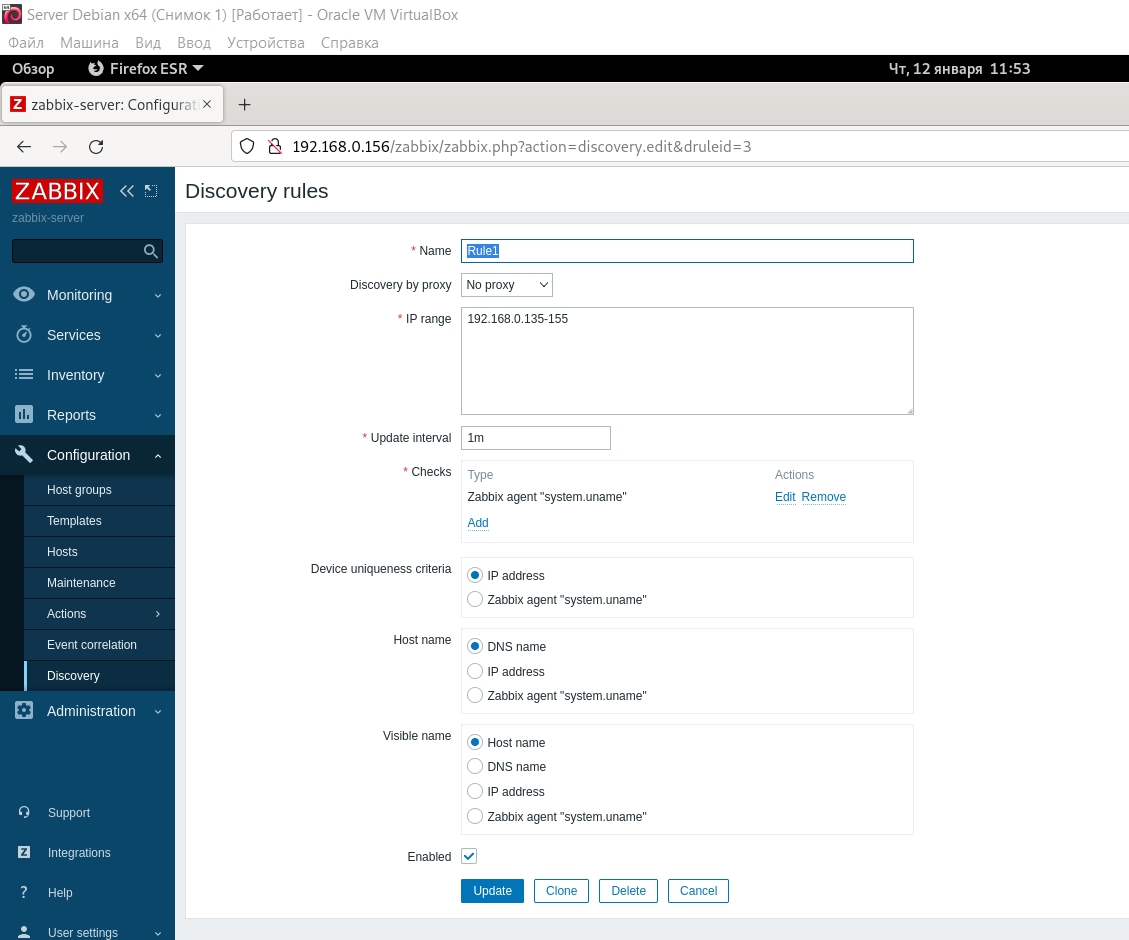 Server Debian x64 (Снимок 1) [Работает] - Oracle VM VirtualBox
Файл Машина Вид Ввод Устройства Справка
Обзор Firefox ESR Чт, 12 января 11:53
zabbix-server: Configurati
192.168.0.156/zabbix/zabbix.php?action=discovery.edit&druleid=3
ZABBIX
zabbix-server
Monitoring
Services
Inventory
Reports
Configuration
Host groups
Templates
Hosts
Maintenance
Actions
Event correlation
Discovery
Administration
Support
Integrations
Help
User settings
Discovery rules
* Name Rule1
Discovery by proxy No proxy
* IP range 192.168.0.135-155
* Update interval 1m
* Checks Type Actions
Zabbix agent "system.uname" Edit Remove
Add
Device uniqueness criteria IP address
Zabbix agent "system.uname"
Host name DNS name
IP address
Zabbix agent "system.uname"
Visible name Host name
DNS name
IP address
Zabbix agent "system.uname"
Enabled
Update Clone Delete Cancel